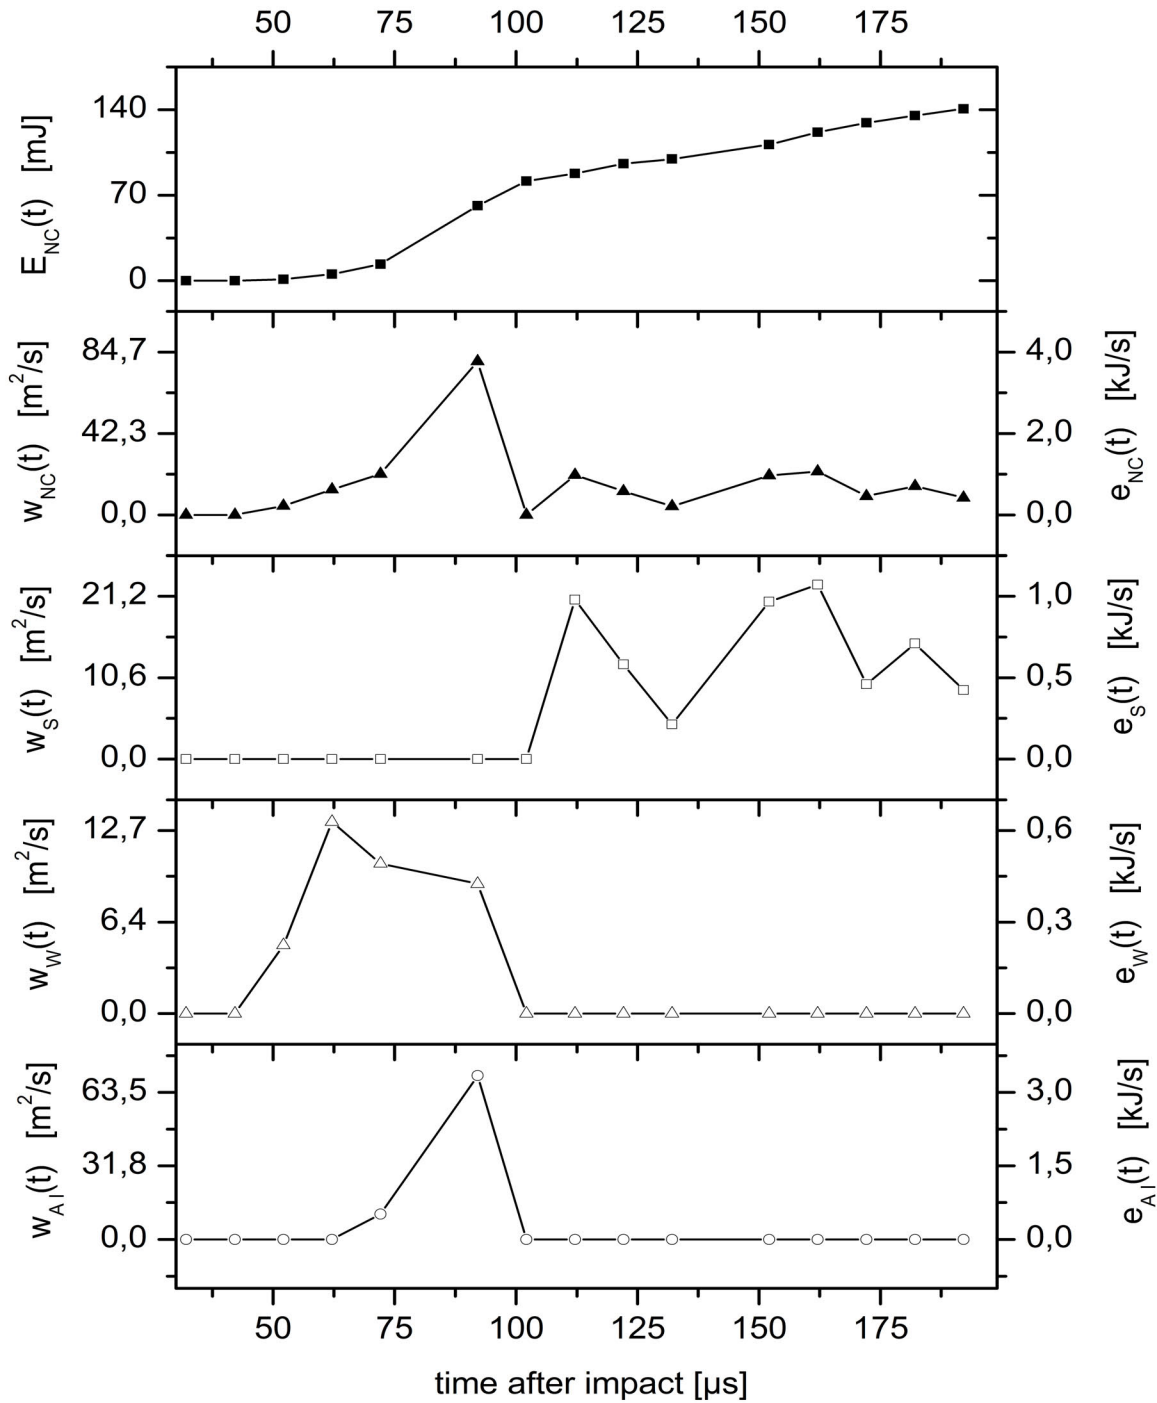 50 75 100 125 150 175
E_NC(t) [mJ]
140
70
0
w_NC(t) [m²/s]
84,7
42,3
0,0
4,0
2,0
0,0
e_NC(t) [kJ/s]
w_S(t) [m²/s]
21,2
10,6
0,0
1,0
0,5
0,0
e_S(t) [kJ/s]
w_W(t) [m²/s]
12,7
6,4
0,0
0,6
0,3
0,0
e_W(t) [kJ/s]
w_AI(t) [m²/s]
63,5
31,8
0,0
3,0
1,5
0,0
e_AI(t) [kJ/s]
50 75 100 125 150 175
time after impact [µs]